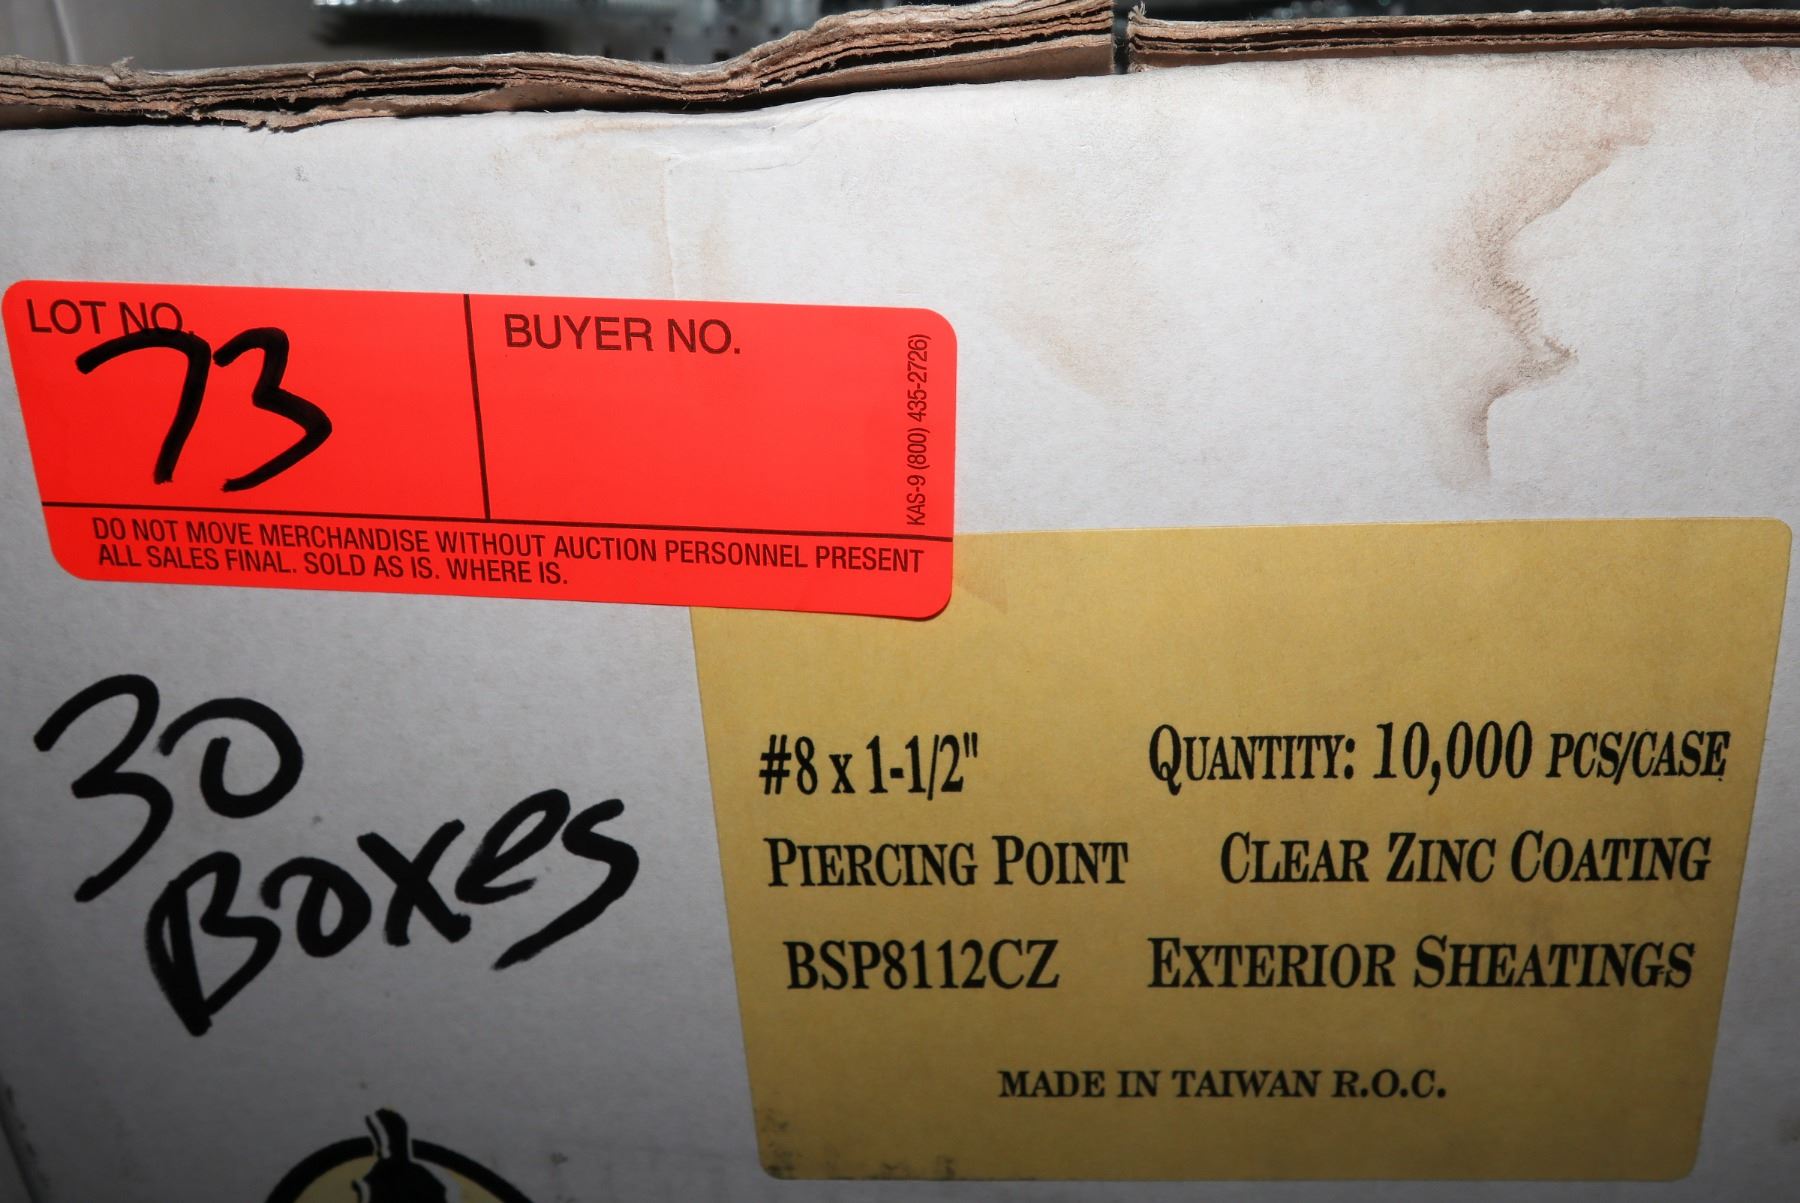 LOT NO.
73
BUYER NO.
KAS-9 (800) 435-2726)
DO NOT MOVE MERCHANDISE WITHOUT AUCTION PERSONNEL PRESENT
ALL SALES FINAL. SOLD AS IS. WHERE IS.
30
Boxes
#8 x 1-1/2" QUANTITY: 10,000 PCS/CASE
PIERCING POINT CLEAR ZINC COATING
BSP8112CZ EXTERIOR SHEATINGS
MADE IN TAIWAN R.O.C.